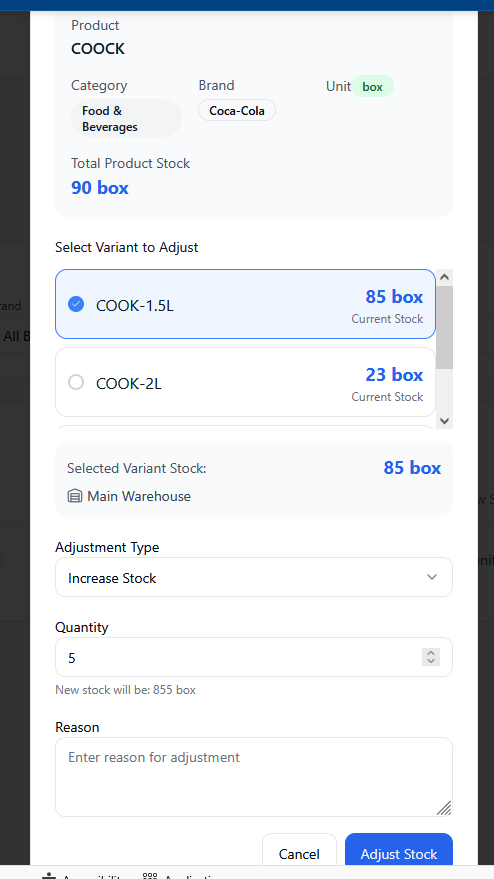 Product
COOCK
Category
Brand
Unit box
Food &
Beverages
Coca-Cola
Total Product Stock
90 box
Select Variant to Adjust
COOK-1.5L
85 box
Current Stock
COOK-2L
23 box
Current Stock
Selected Variant Stock:
85 box
Main Warehouse
Adjustment Type
Increase Stock
Quantity
5
New stock will be: 855 box
Reason
Enter reason for adjustment
Cancel
Adjust Stock
rand
All B